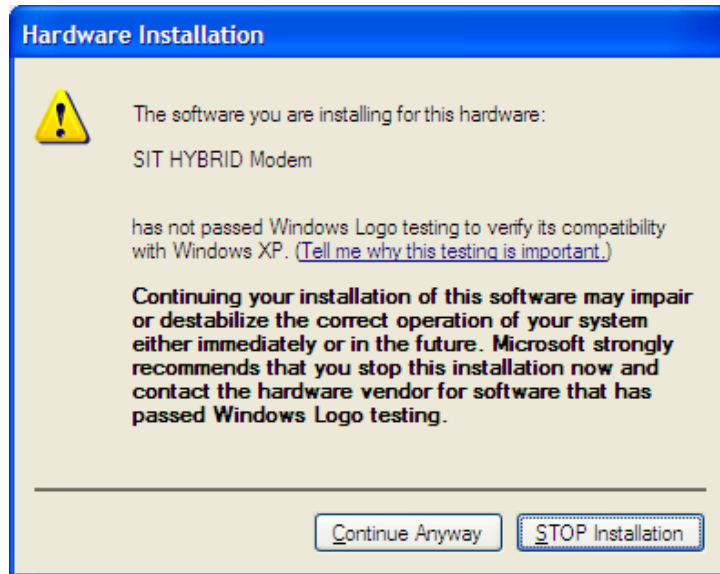 Hardware Installation
The software you are installing for this hardware:
SIT HYBRID Modem
has not passed Windows Logo testing to verify its compatibility
with Windows XP. (Tell me why this testing is important.)
Continuing your installation of this software may impair
or destabilize the correct operation of your system
either immediately or in the future. Microsoft strongly
recommends that you stop this installation now and
contact the hardware vendor for software that has
passed Windows Logo testing.
Continue Anyway STOP Installation